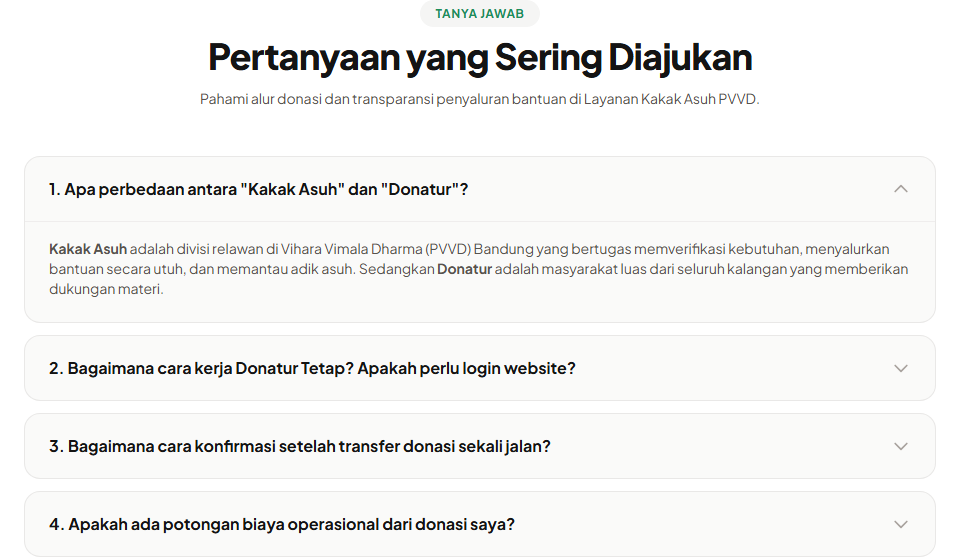 TANYA JAWAB
Pertanyaan yang Sering Diajukan
Pahami alur donasi dan transparansi penyaluran bantuan di Layanan Kakak Asuh PVVD.
1. Apa perbedaan antara "Kakak Asuh" dan "Donatur"?
Kakak Asuh adalah divisi relawan di Vihara Vimala Dharma (PVVD) Bandung yang bertugas memverifikasi kebutuhan, menyalurkan
bantuan secara utuh, dan memantau adik asuh. Sedangkan Donatur adalah masyarakat luas dari seluruh kalangan yang memberikan
dukungan materi.
2. Bagaimana cara kerja Donatur Tetap? Apakah perlu login website?
3. Bagaimana cara konfirmasi setelah transfer donasi sekali jalan?
4. Apakah ada potongan biaya operasional dari donasi saya?